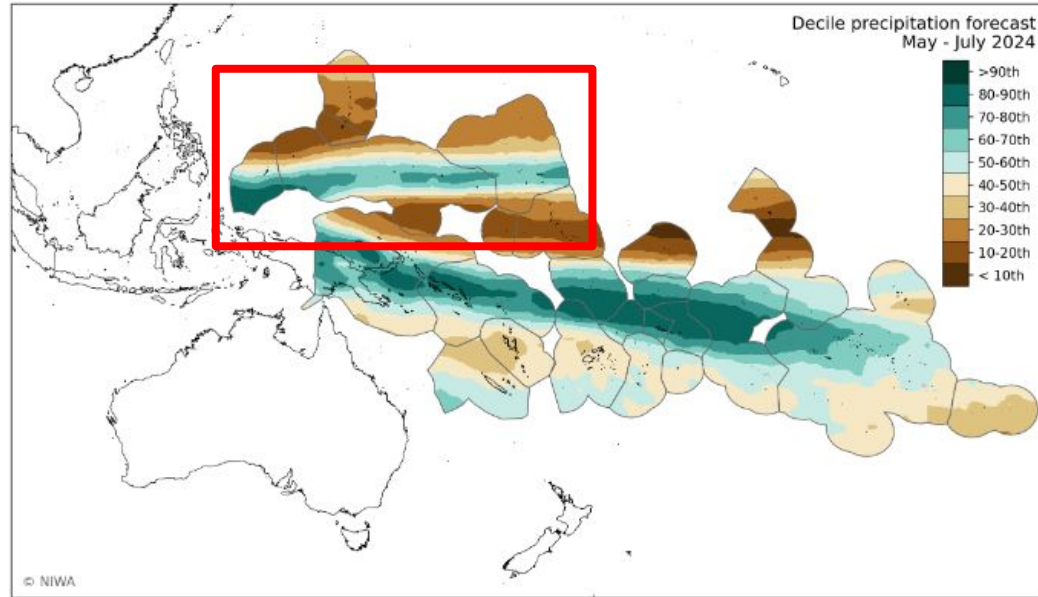 Decile precipitation forecast
May - July 2024
>90th
80-90th
70-80th
60-70th
50-60th
40-50th
30-40th
20-30th
10-20th
< 10th
© NIWA